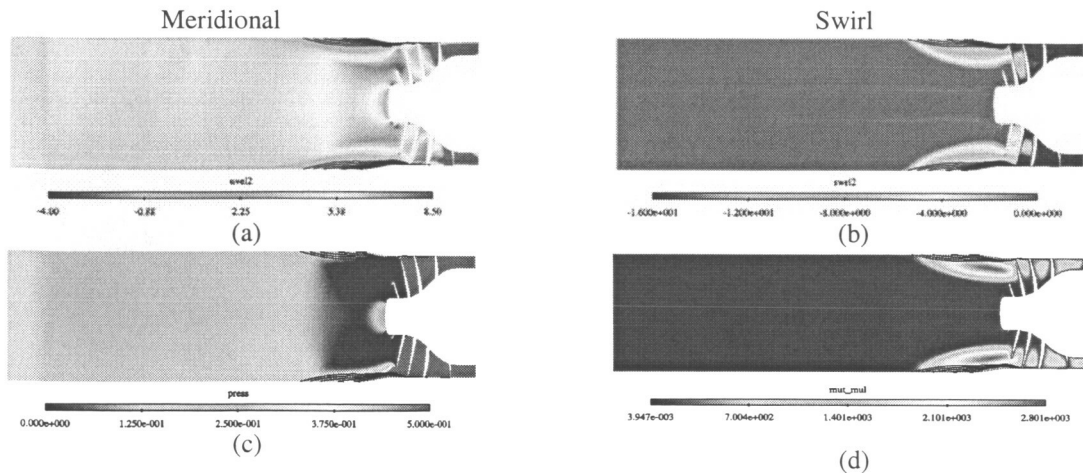 Meridional
Swirl
uvel2
-4.00 -0.88 2.25 5.38 8.50
(a)
swel2
-1.600e+001 -1.200e+001 -8.000e+000 -4.000e+000 0.000e+000
(b)
press
0.000e+000 1.250e-001 2.500e-001 3.750e-001 5.000e-001
(c)
mut_mul
3.947e-003 7.004e+002 1.401e+003 2.101e+003 2.801e+003
(d)